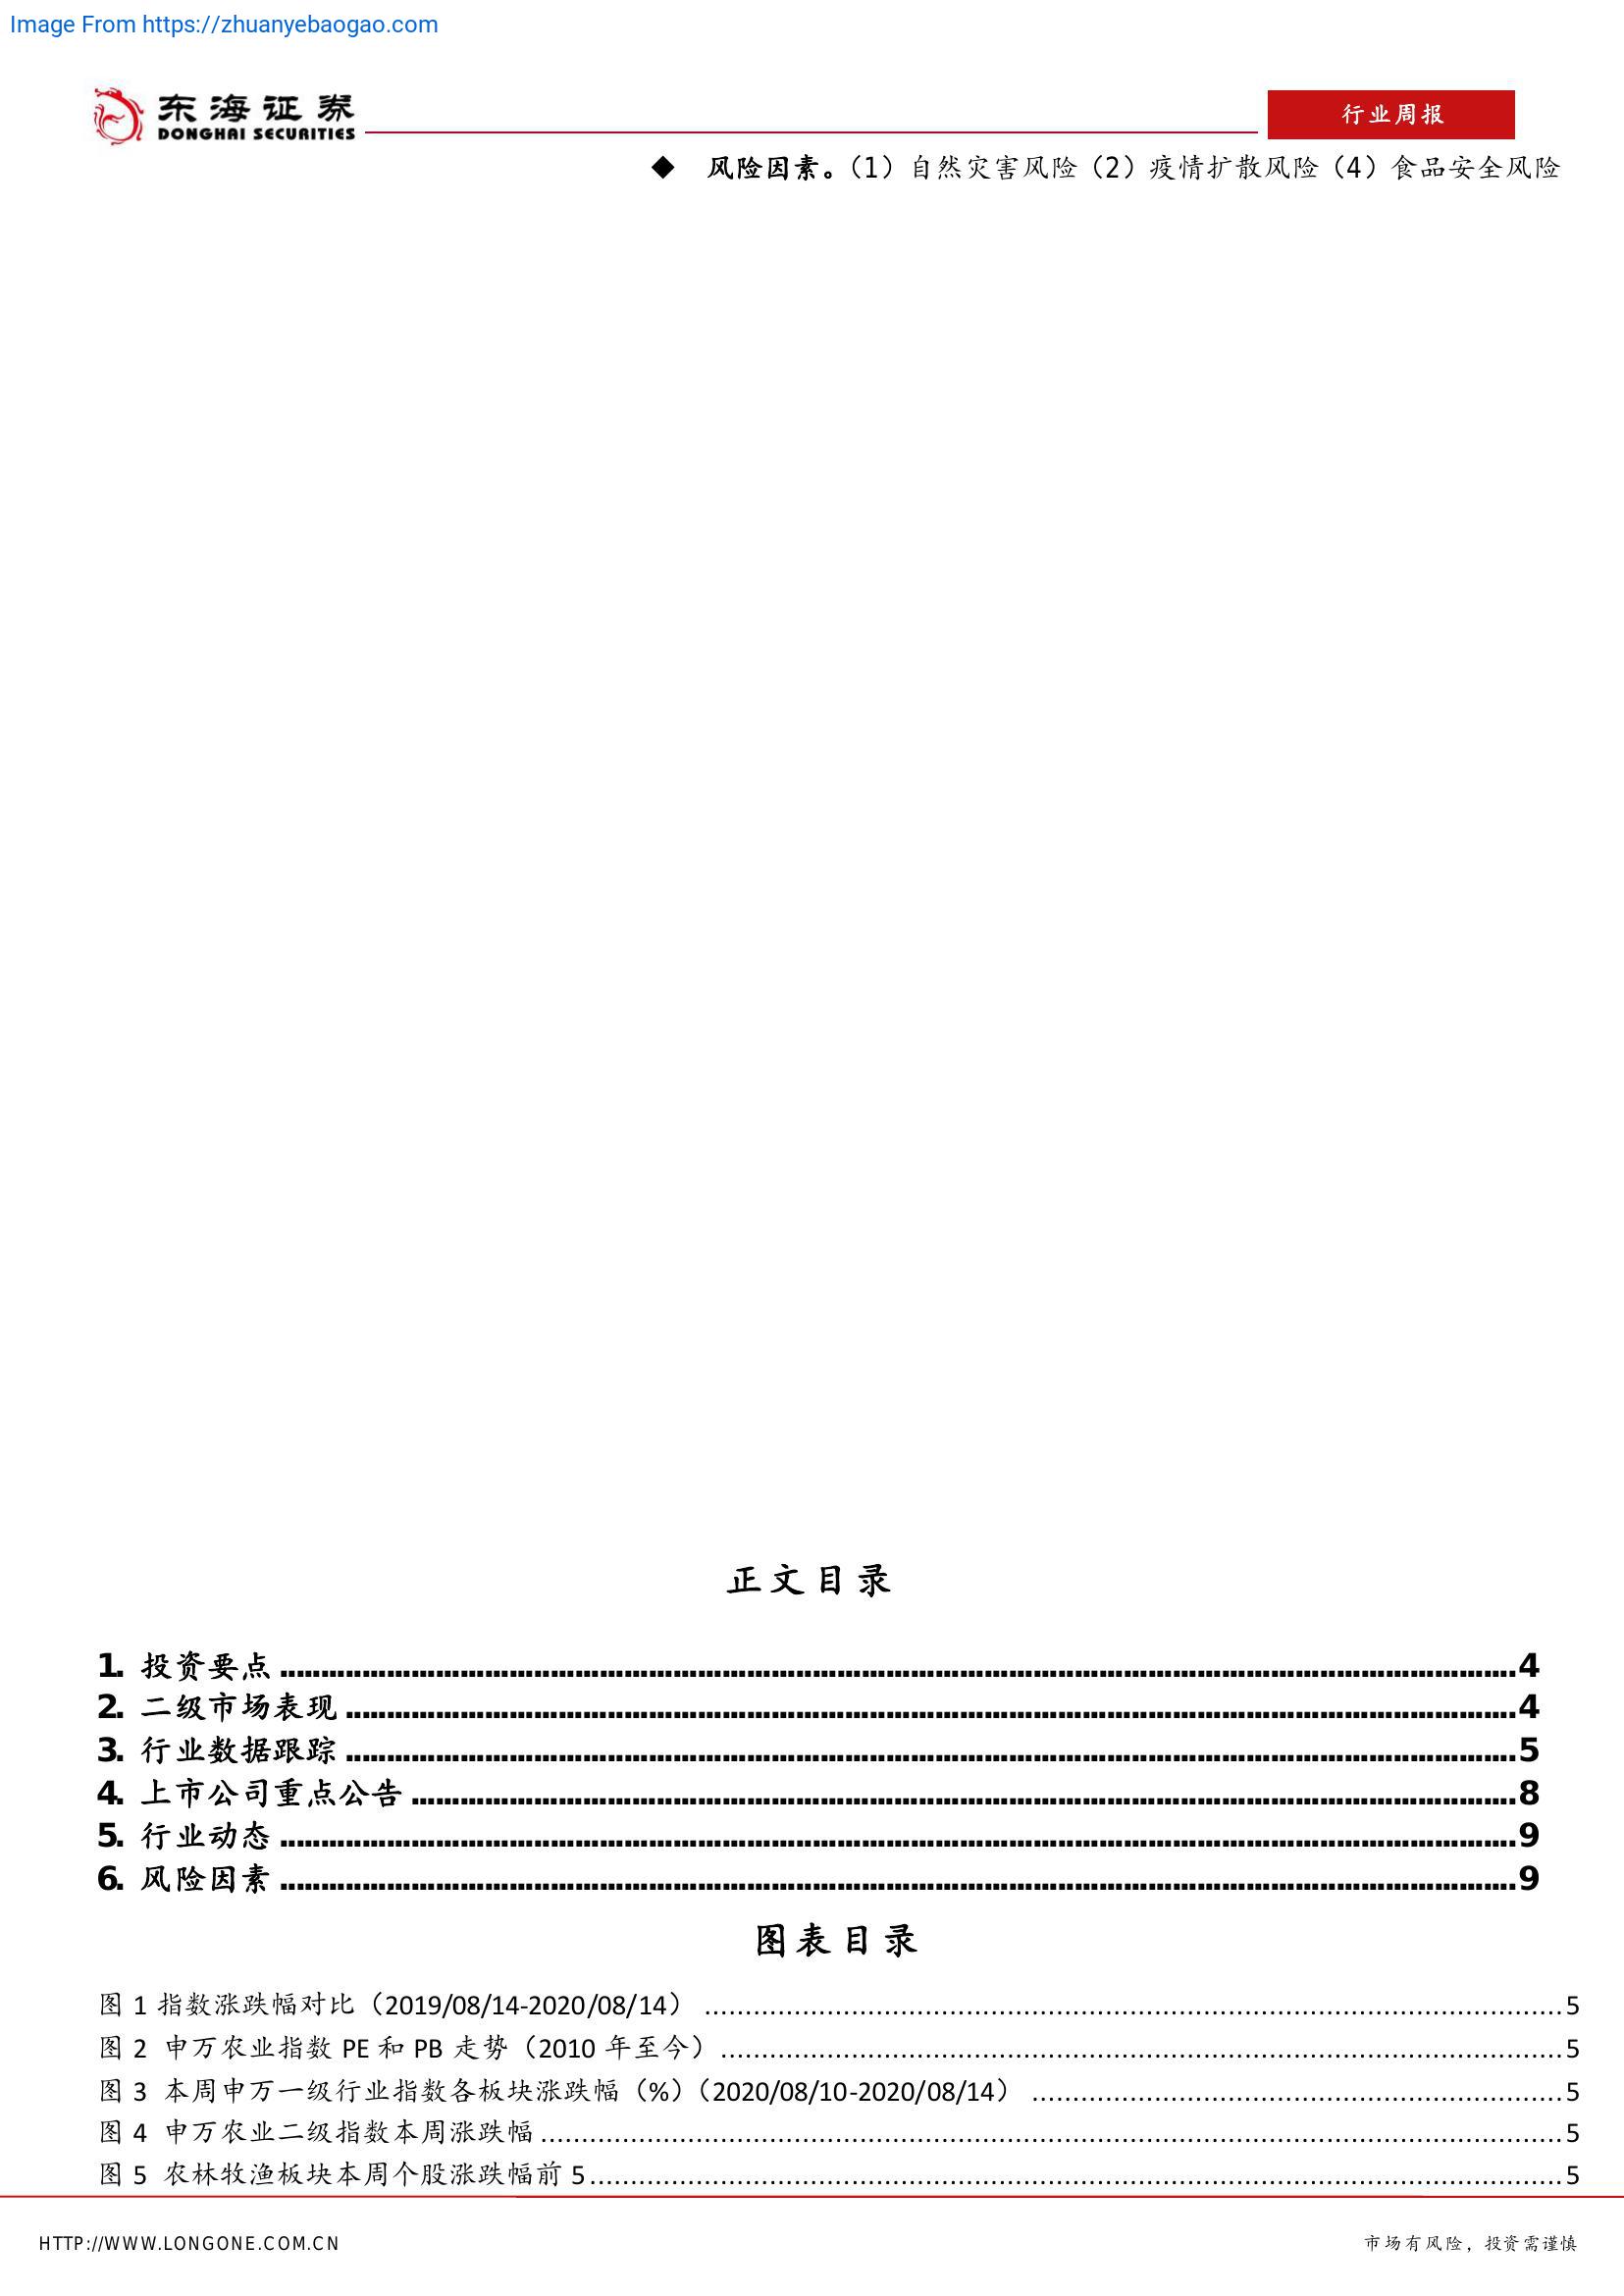 Image From https://zhuanyebaogao.com
东海证券
DONGHAI SECURITIES
行业周报
◆ 风险因素。（1）自然灾害风险（2）疫情扩散风险（4）食品安全风险
正文目录
1. 投资要点........................................4
2. 二级市场表现........................................4
3. 行业数据跟踪........................................5
4. 上市公司重点公告........................................8
5. 行业动态........................................9
6. 风险因素........................................9
图表目录
图 1 指数涨跌幅对比（2019/08/14-2020/08/14） ........................................5
图 2 申万农业指数 PE 和 PB 走势（2010 年至今）........................................5
图 3 本周申万一级行业指数各板块涨跌幅（%）（2020/08/10-2020/08/14） ........................................5
图 4 申万农业二级指数本周涨跌幅........................................5
图 5 农林牧渔板块本周个股涨跌幅前 5........................................5
HTTP://WWW.LONGONE.COM.CN
市场有风险，投资需谨慎